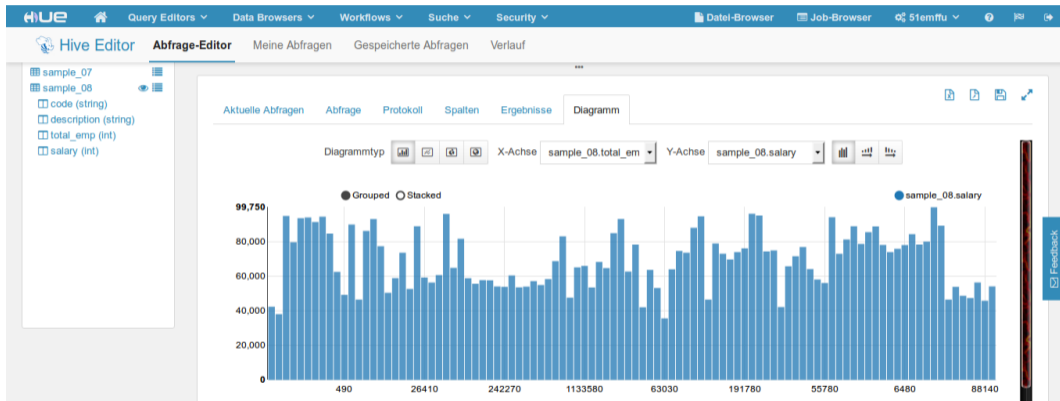 HUE Query Editors Data Browsers Workflows Suche Security Datei-Browser Job-Browser 51emffu
Hive Editor Abfrage-Editor Meine Abfragen Gespeicherte Abfragen Verlauf
sample_07
sample_08
code (string)
description (string)
total_emp (int)
salary (int)
Aktuelle Abfragen Abfrage Protokoll Spalten Ergebnisse Diagramm
Diagrammtyp X-Achse sample_08.total_em Y-Achse sample_08.salary
Grouped Stacked sample_08.salary
99,750
80,000
60,000
40,000
20,000
0
490 26410 242270 1133580 63030 191780 55780 6480 88140
Feedback